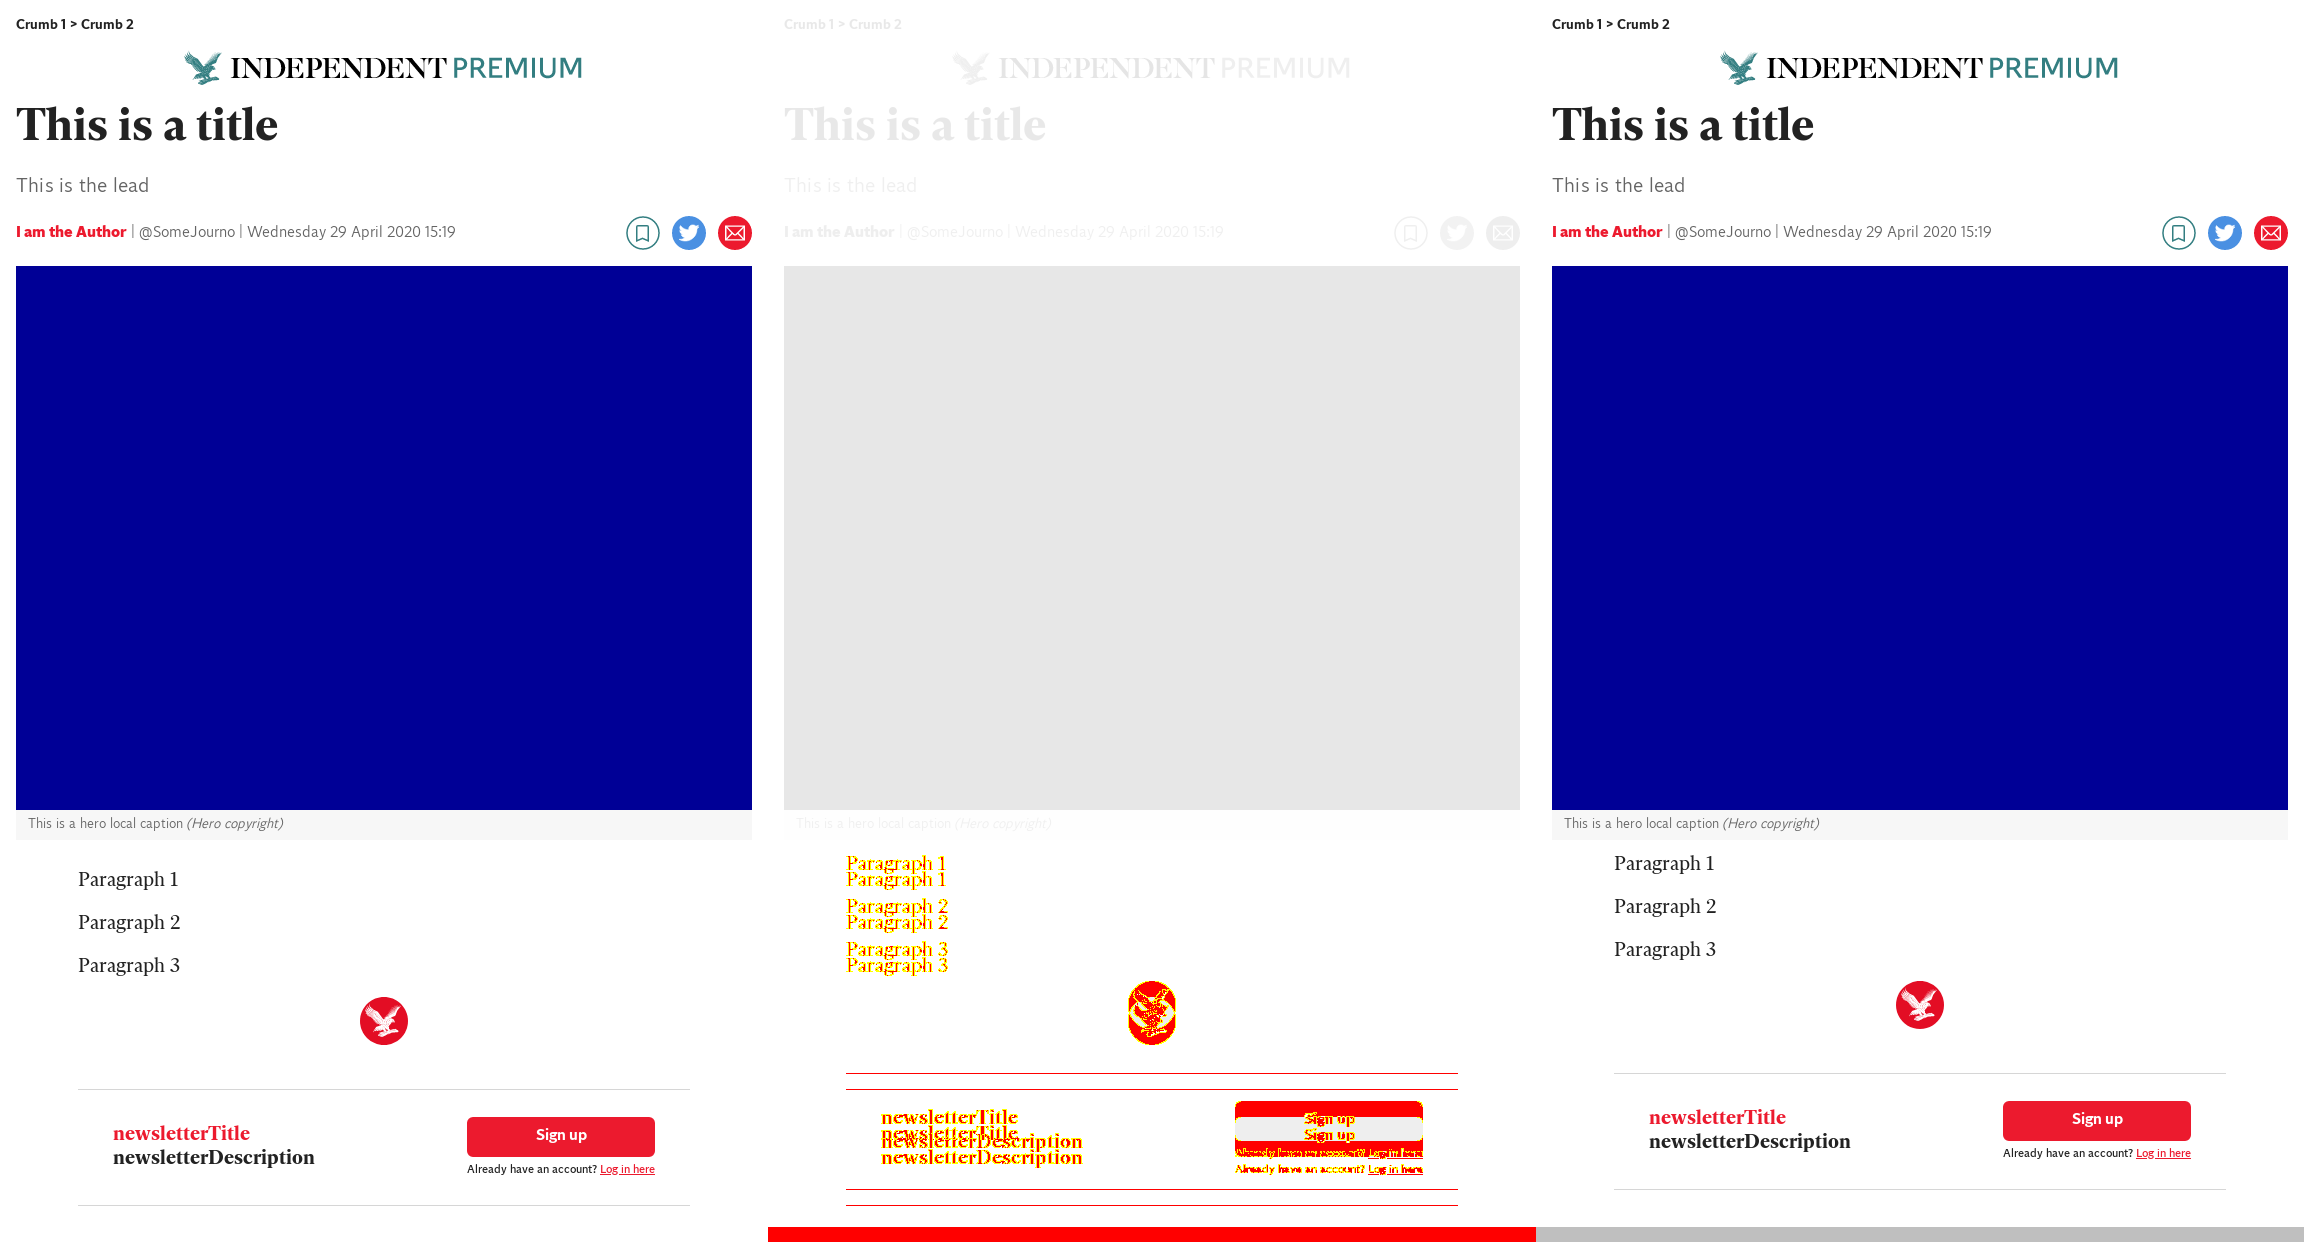 Crumb 1 > Crumb 2
INDEPENDENT PREMIUM
This is a title
This is the lead
I am the Author | @SomeJourno | Wednesday 29 April 2020 15:19
This is a hero local caption (Hero copyright)
Paragraph 1
Paragraph 2
Paragraph 3
newsletterTitle
newsletterDescription
Sign up
Already have an account? Log in here
Crumb 1 > Crumb 2
INDEPENDENT PREMIUM
This is a title
This is the lead
I am the Author | @SomeJourno | Wednesday 29 April 2020 15:19
This is a hero local caption (Hero copyright)
Paragraph 1
Paragraph 1
Paragraph 2
Paragraph 2
Paragraph 3
Paragraph 3
newsletterTitle
newsletterTitle
newsletterDescription
newsletterDescription
Sign up
Sign up
Already have an account? Log in here
Already have an account? Log in here
Crumb 1 > Crumb 2
INDEPENDENT PREMIUM
This is a title
This is the lead
I am the Author | @SomeJourno | Wednesday 29 April 2020 15:19
This is a hero local caption (Hero copyright)
Paragraph 1
Paragraph 2
Paragraph 3
newsletterTitle
newsletterDescription
Sign up
Already have an account? Log in here